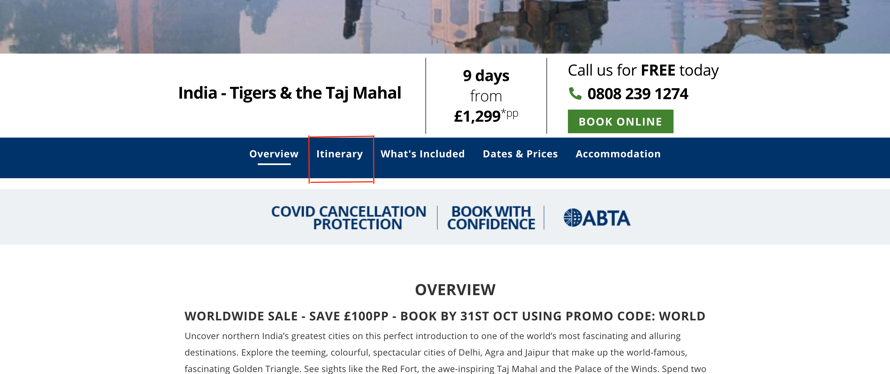 India - Tigers & the Taj Mahal
9 days
from
£1,299*pp
Call us for FREE today
0808 239 1274
BOOK ONLINE
Overview Itinerary What's Included Dates & Prices Accommodation
COVID CANCELLATION
PROTECTION
BOOK WITH
CONFIDENCE
ABTA
OVERVIEW
WORLDWIDE SALE - SAVE £100PP - BOOK BY 31ST OCT USING PROMO CODE: WORLD
Uncover northern India's greatest cities on this perfect introduction to one of the world's most fascinating and alluring
destinations. Explore the teeming, colourful, spectacular cities of Delhi, Agra and Jaipur that make up the world-famous,
fascinating Golden Triangle. See sights like the Red Fort, the awe-inspiring Taj Mahal and the Palace of the Winds. Spend two